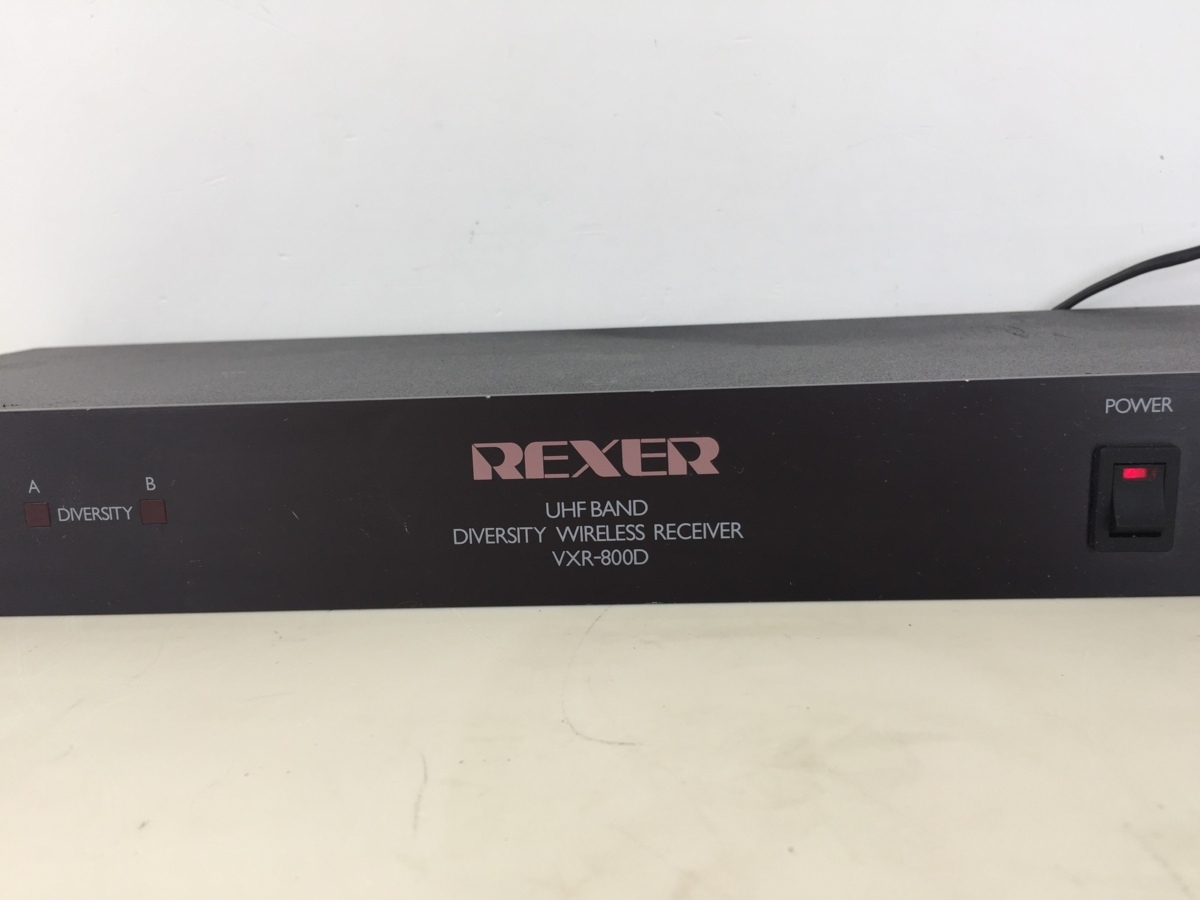 POWER
REXER
A
B
DIVERSITY
UHF BAND
DIVERSITY WIRELESS RECEIVER
VXR-800D